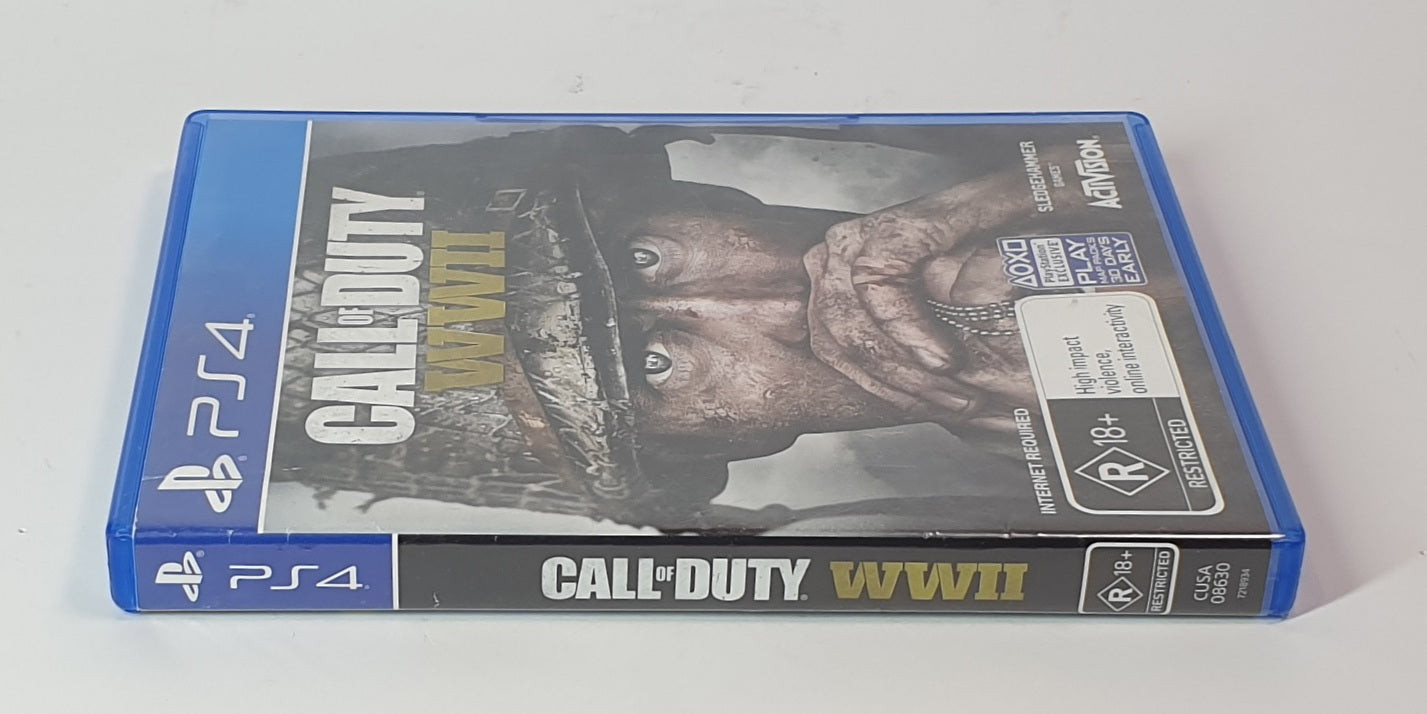 PS4
CALL OF DUTY
WWII
SLEDGEHAMMER
GAMES
ACTIVISION
PlayStation
EXCLUSIVE
PLAY
MAP PACKS
30 DAYS
EARLY
INTERNET REQUIRED
R 18+
RESTRICTED
High impact
violence,
online interactivity
PS4
CALL OF DUTY WWII
R 18+
RESTRICTED
CUSA
08630
7218934